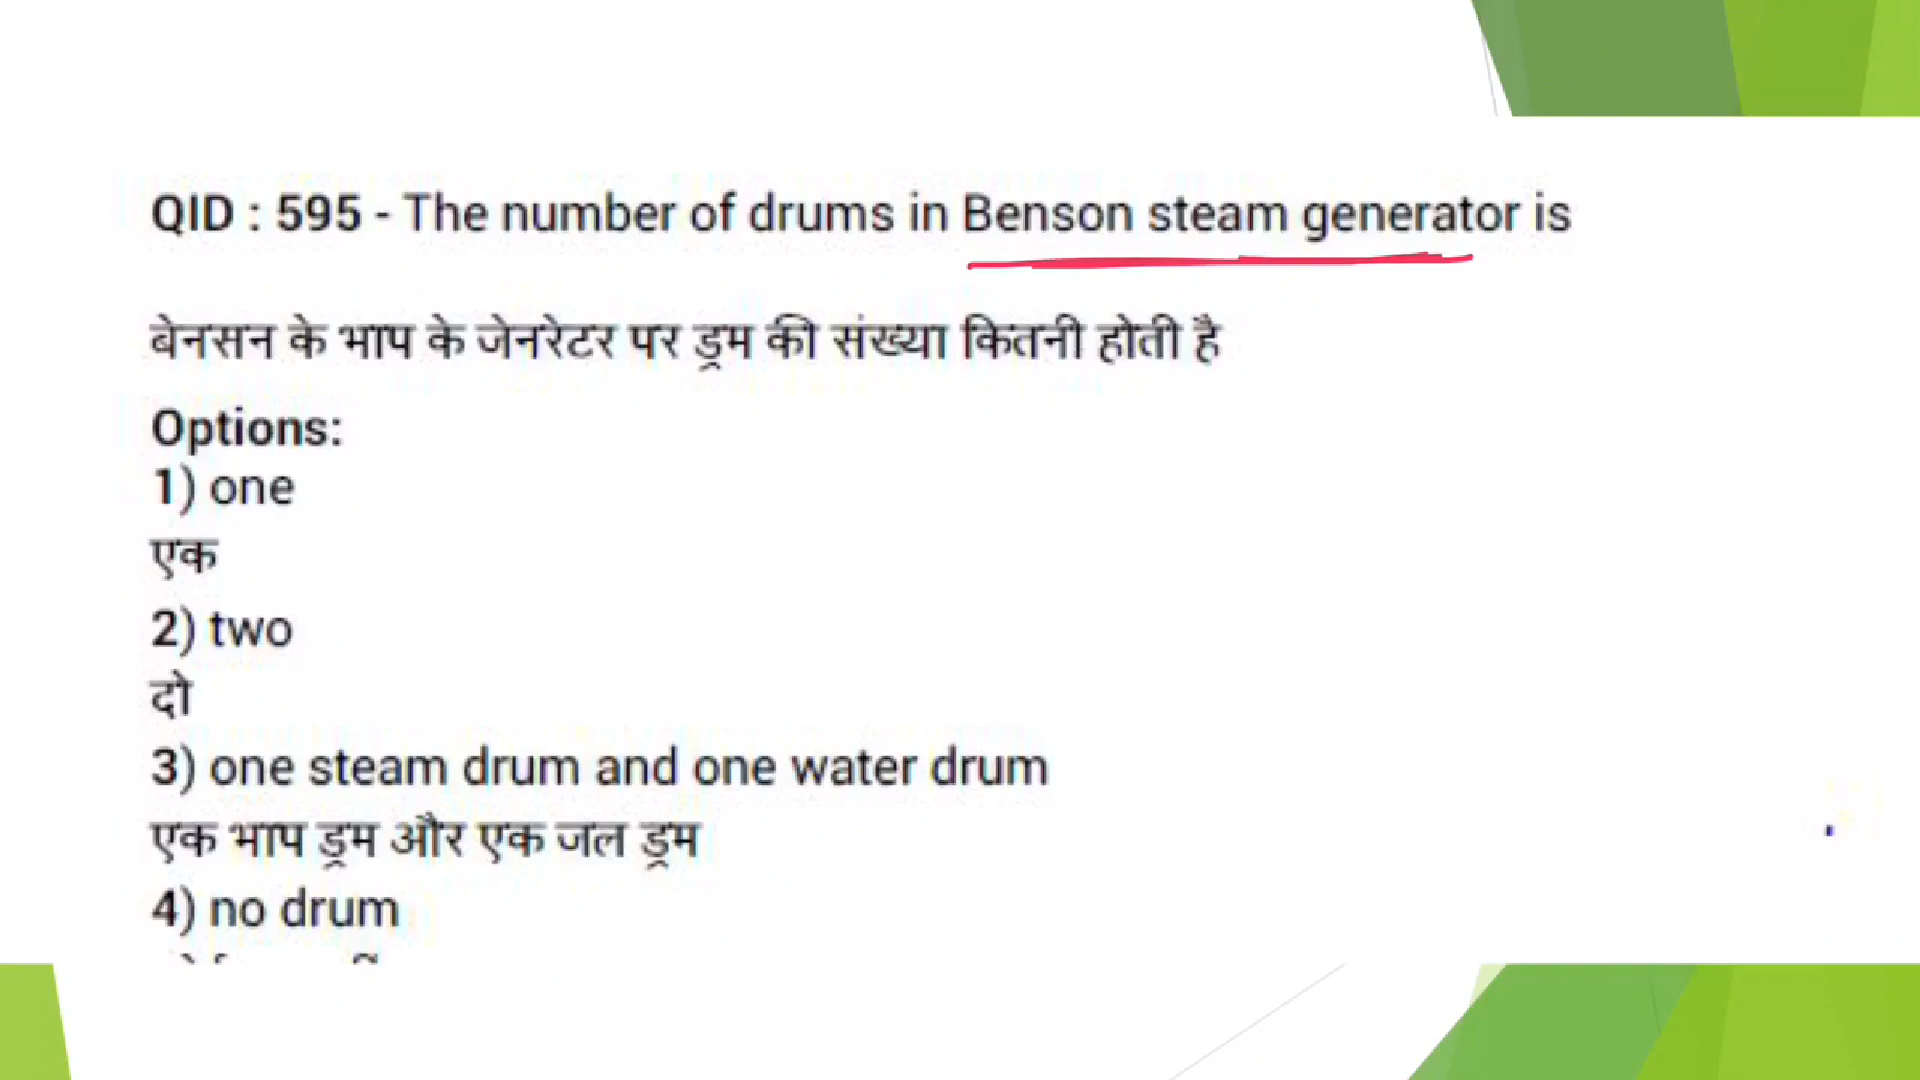 QID : 595 - The number of drums in Benson steam generator is
बेनसन के भाप के जेनरेटर पर ड्रम की संख्या कितनी होती है
Options:
1) one
एक
2) two
दो
3) one steam drum and one water drum
एक भाप ड्रम और एक जल ड्रम
4) no drum